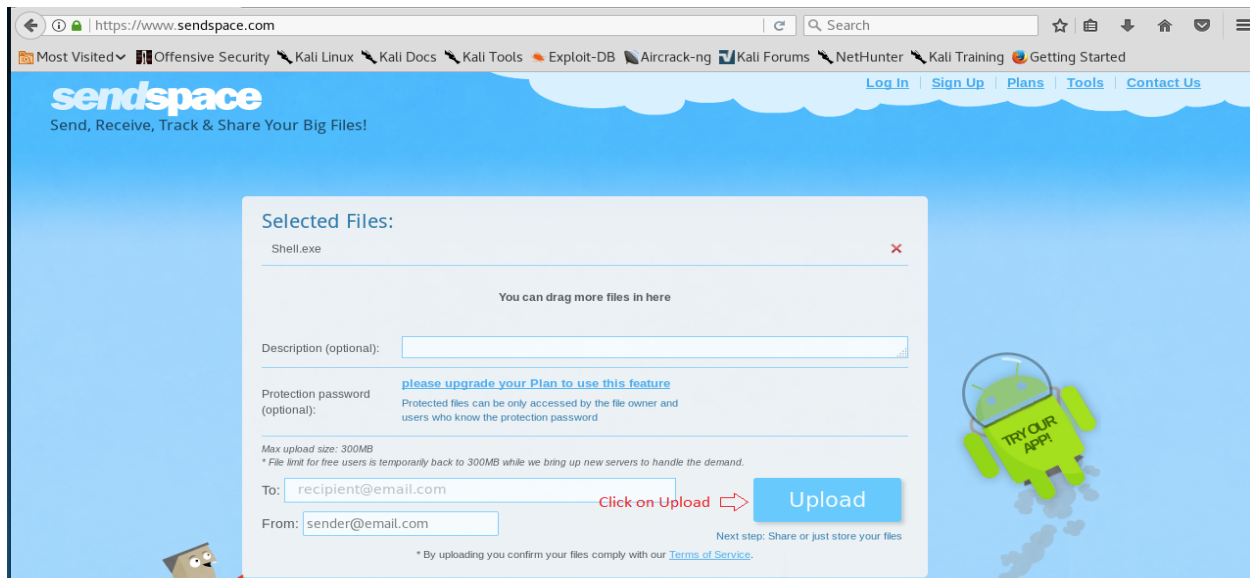 https://www.sendspace.com
Search
Most Visited Offensive Security Kali Linux Kali Docs Kali Tools Exploit-DB Aircrack-ng Kali Forums NetHunter Kali Training Getting Started
sendspace
Log In | Sign Up | Plans | Tools | Contact Us
Send, Receive, Track & Share Your Big Files!
Selected Files:
Shell.exe
You can drag more files in here
Description (optional):
Protection password
(optional):
please upgrade your Plan to use this feature
Protected files can be only accessed by the file owner and
users who know the protection password
TRY OUR
APP!
Max upload size: 300MB
* File limit for free users is temporarily back to 300MB while we bring up new servers to handle the demand.
To: recipient@email.com
Click on Upload
Upload
From: sender@email.com
Next step: Share or just store your files
* By uploading you confirm your files comply with our Terms of Service.